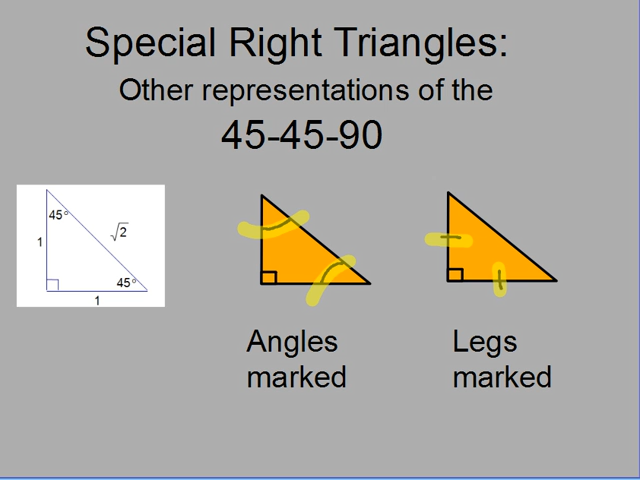 Special Right Triangles:
Other representations of the
45-45-90
45°
1
√2
45°
1
Angles
marked
Legs
marked